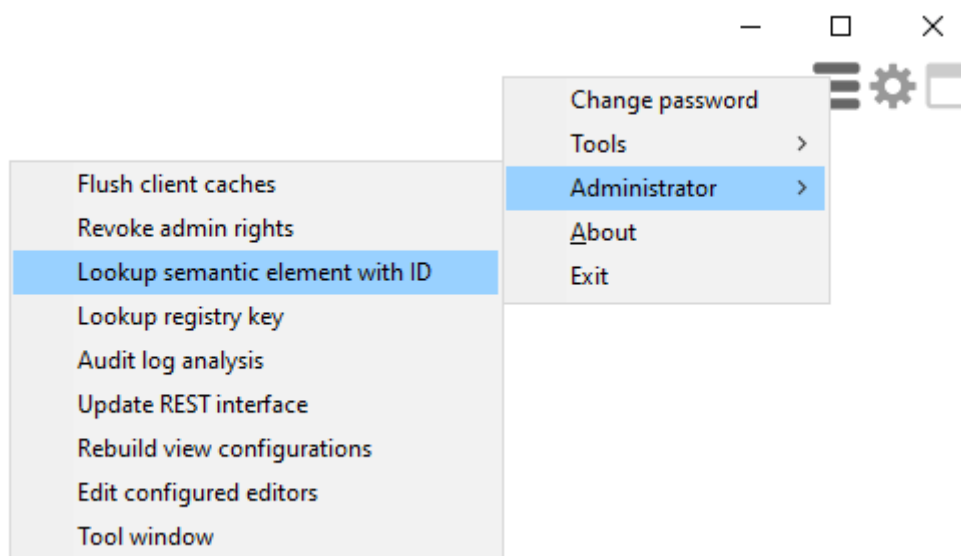 Change password
Tools
Administrator
About
Exit
Flush client caches
Revoke admin rights
Lookup semantic element with ID
Lookup registry key
Audit log analysis
Update REST interface
Rebuild view configurations
Edit configured editors
Tool window